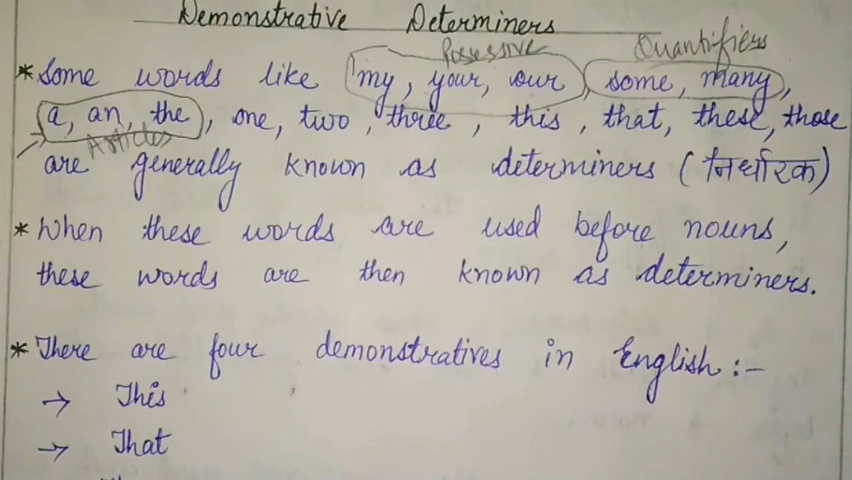 Demonstrative Determiners
Possessive Quantifiers
* Some words like my, your, our, some, many,
a, an, the, one, two, three, this, that, these, those
Articles
are generally known as determiners (निर्धारक)
* When these words are used before nouns,
these words are then known as determiners.
* There are four demonstratives in English :-
→ This
→ That